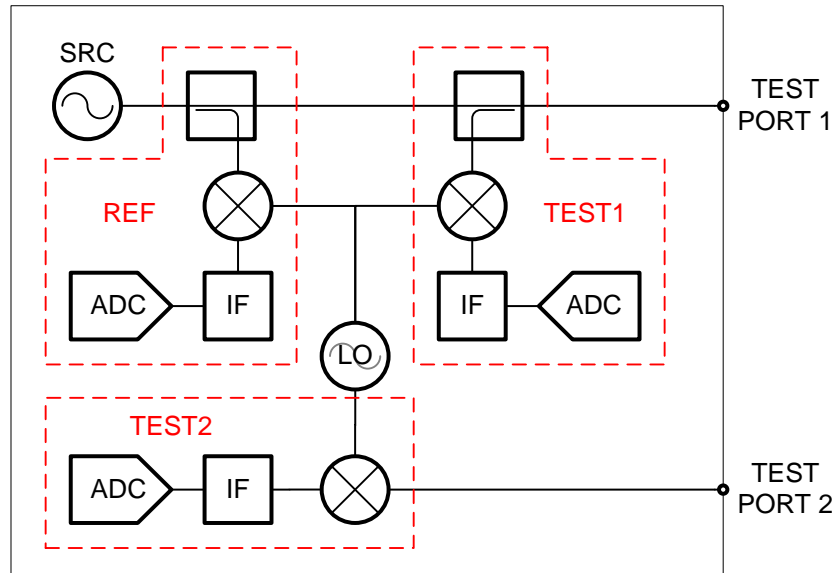 SRC
TEST
PORT 1
REF
TEST1
ADC
IF
IF
ADC
LO
TEST2
ADC
IF
TEST
PORT 2